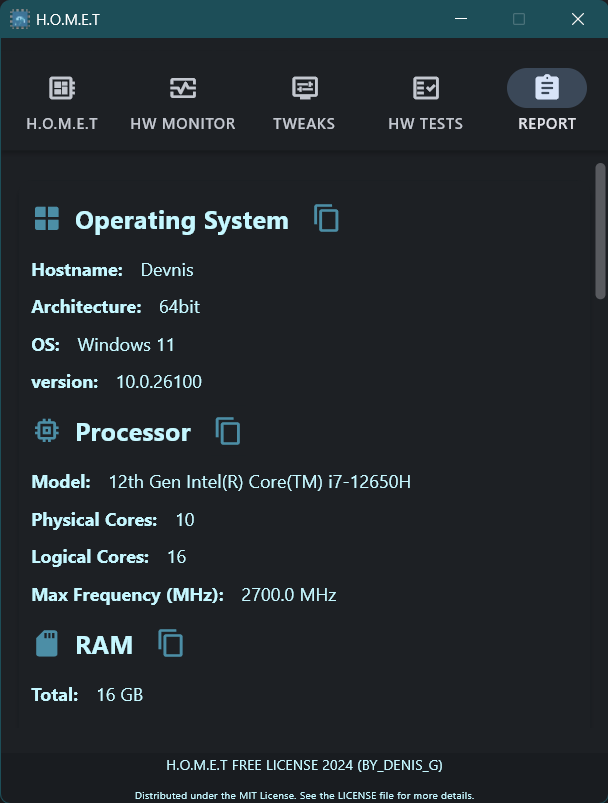 H.O.M.E.T
H.O.M.E.T HW MONITOR TWEAKS HW TESTS REPORT
Operating System
Hostname: Devnis
Architecture: 64bit
OS: Windows 11
version: 10.0.26100
Processor
Model: 12th Gen Intel(R) Core(TM) i7-12650H
Physical Cores: 10
Logical Cores: 16
Max Frequency (MHz): 2700.0 MHz
RAM
Total: 16 GB
H.O.M.E.T FREE LICENSE 2024 (BY_DENIS_G)
Distributed under the MIT License. See the LICENSE file for more details.